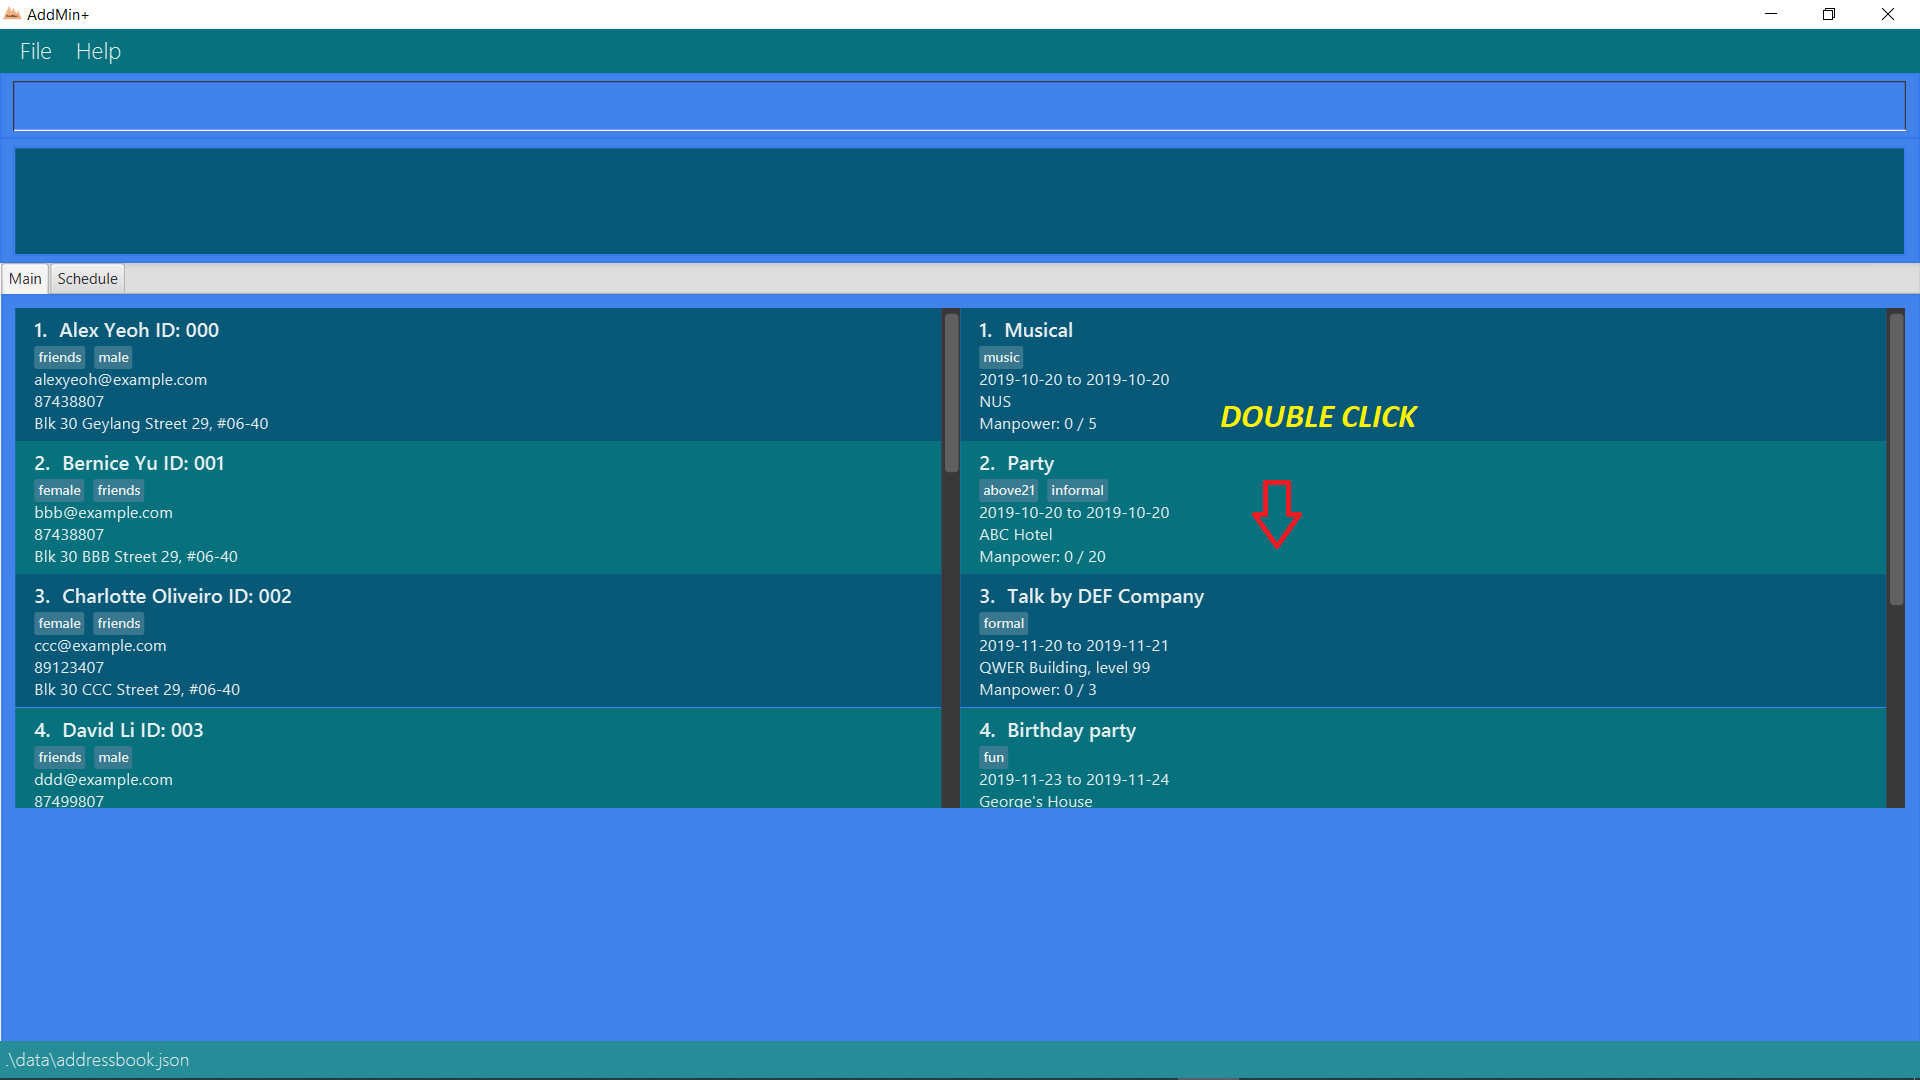 AddMin+
File Help
Main Schedule
1. Alex Yeoh ID: 000
friends male
alexyeoh@example.com
87438807
Blk 30 Geylang Street 29, #06-40
2. Bernice Yu ID: 001
female friends
bbb@example.com
87438807
Blk 30 BBB Street 29, #06-40
3. Charlotte Oliveiro ID: 002
female friends
ccc@example.com
89123407
Blk 30 CCC Street 29, #06-40
4. David Li ID: 003
friends male
ddd@example.com
87499807
1. Musical
music
2019-10-20 to 2019-10-20
NUS
Manpower: 0 / 5
DOUBLE CLICK
2. Party
above21 informal
2019-10-20 to 2019-10-20
ABC Hotel
Manpower: 0 / 20
3. Talk by DEF Company
formal
2019-11-20 to 2019-11-21
QWER Building, level 99
Manpower: 0 / 3
4. Birthday party
fun
2019-11-23 to 2019-11-24
George's House
.\data\addressbook.json